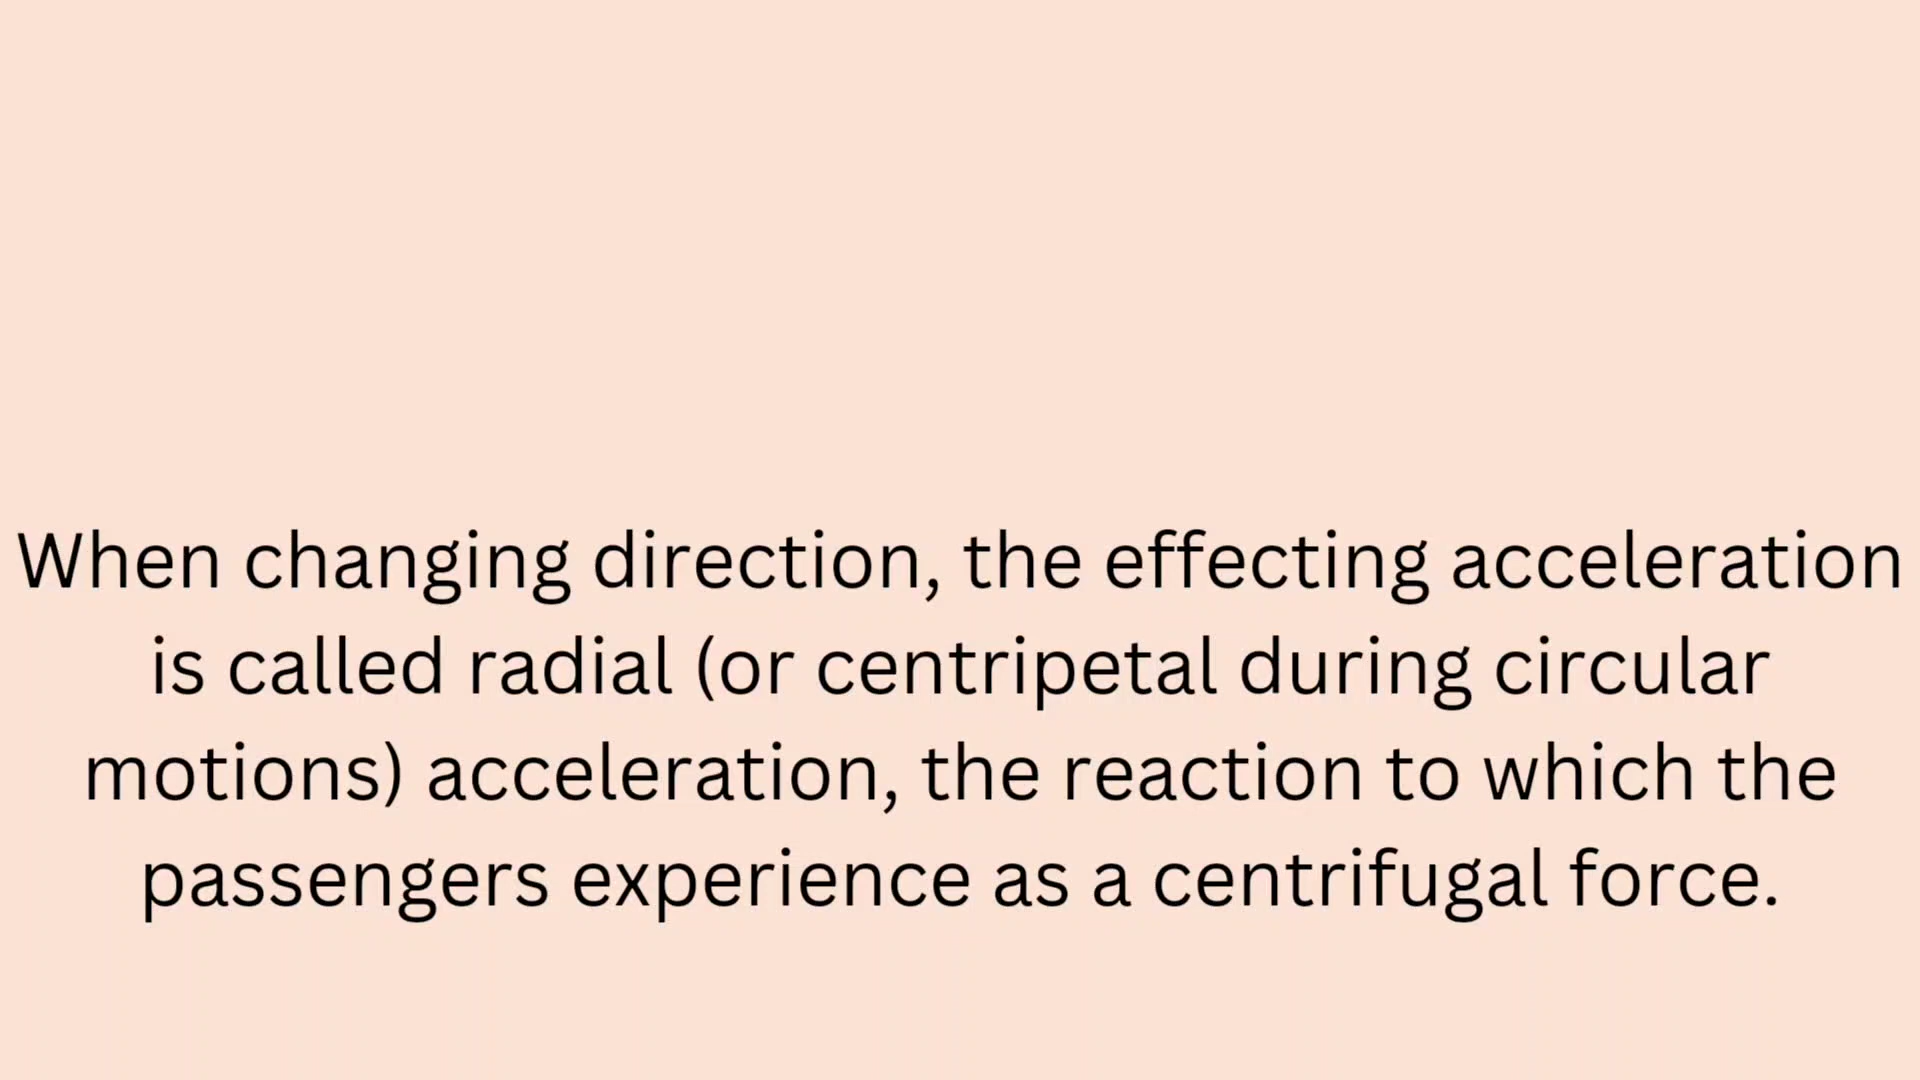 When changing direction, the effecting acceleration
is called radial (or centripetal during circular
motions) acceleration, the reaction to which the
passengers experience as a centrifugal force.